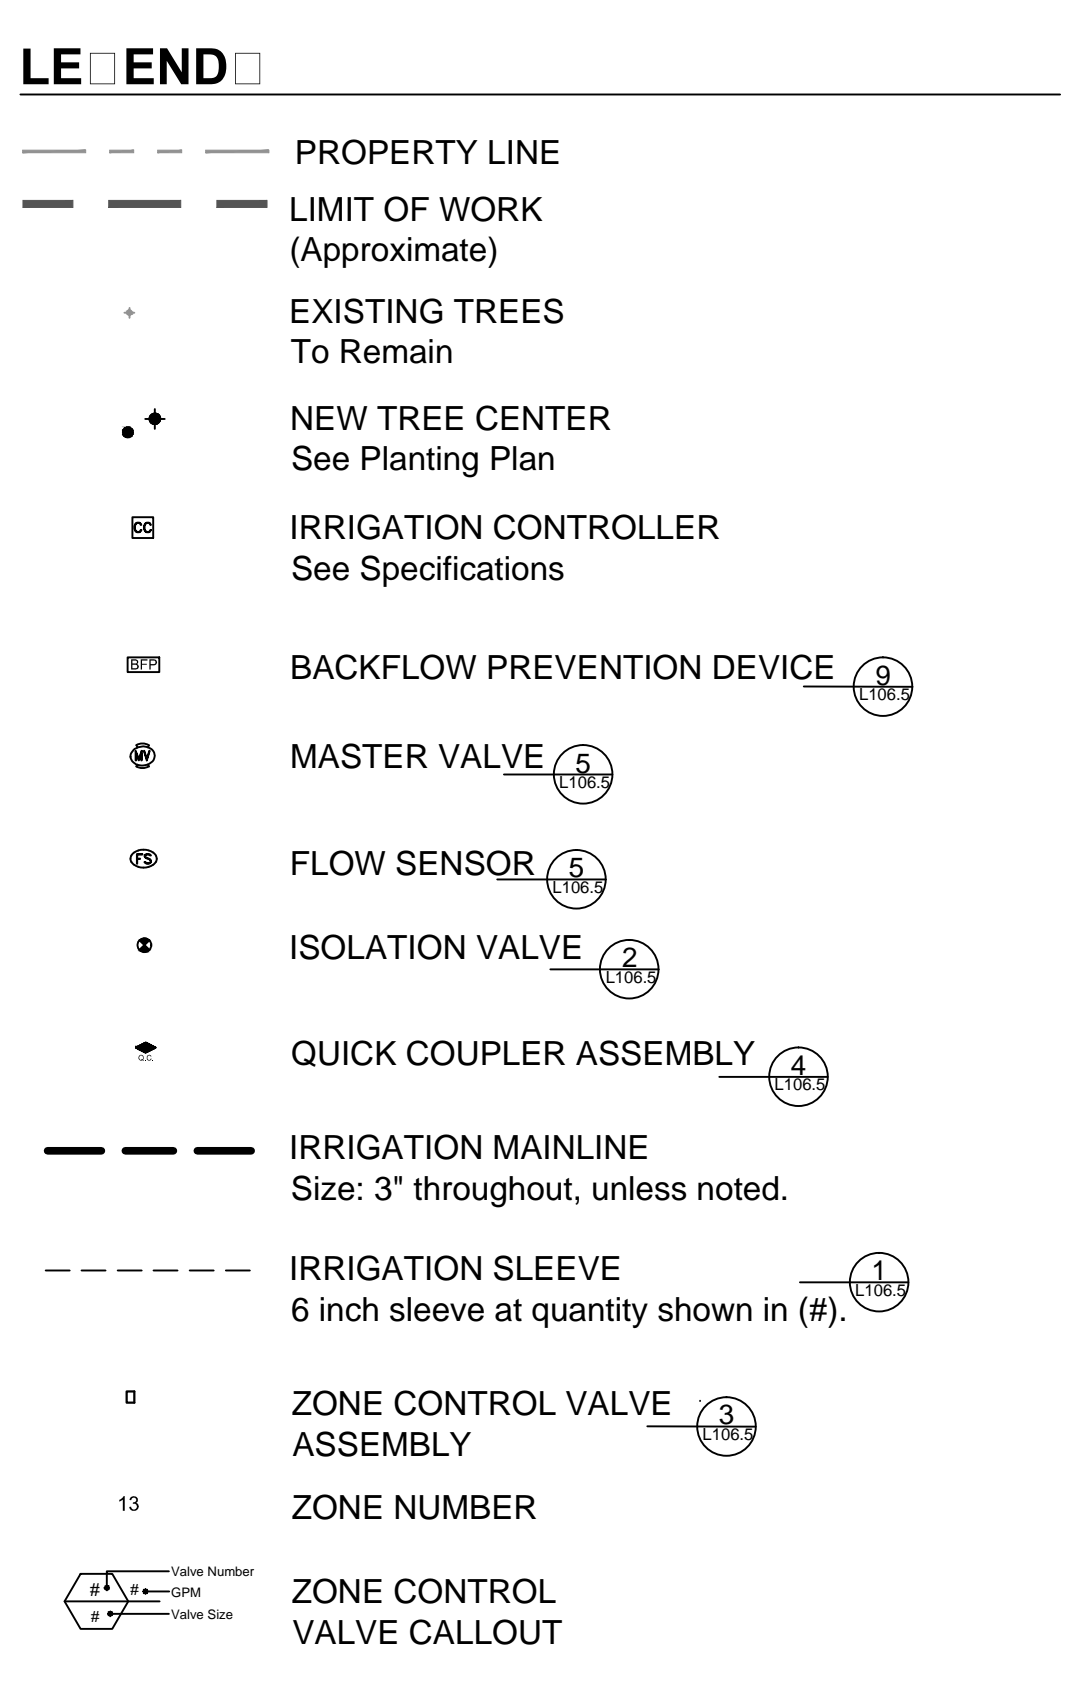 LE□END□
PROPERTY LINE
LIMIT OF WORK
(Approximate)
EXISTING TREES
To Remain
NEW TREE CENTER
See Planting Plan
CC
IRRIGATION CONTROLLER
See Specifications
BFP
BACKFLOW PREVENTION DEVICE
9
L106.5
MV
MASTER VALVE
5
L106.5
FS
FLOW SENSOR
5
L106.5
ISOLATION VALVE
2
L106.5
Q.C.
QUICK COUPLER ASSEMBLY
4
L106.5
IRRIGATION MAINLINE
Size: 3" throughout, unless noted.
IRRIGATION SLEEVE
6 inch sleeve at quantity shown in (#).
1
L106.5
ZONE CONTROL VALVE
ASSEMBLY
3
L106.5
13
ZONE NUMBER
# Valve Number
# GPM
# Valve Size
ZONE CONTROL
VALVE CALLOUT